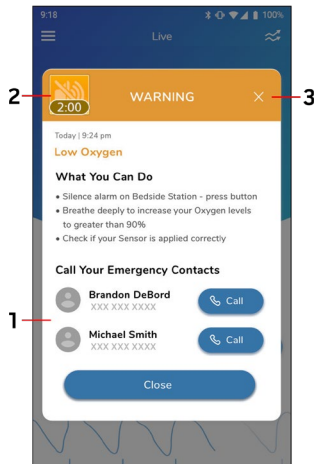 9:18
100%
Live
2
2:00
WARNING
3
Today | 9:24 pm
Low Oxygen
What You Can Do
• Silence alarm on Bedside Station - press button
• Breathe deeply to increase your Oxygen levels
to greater than 90%
• Check if your Sensor is applied correctly
Call Your Emergency Contacts
Brandon DeBord
XXX XXX XXXX
Call
1
Michael Smith
XXX XXX XXXX
Call
Close